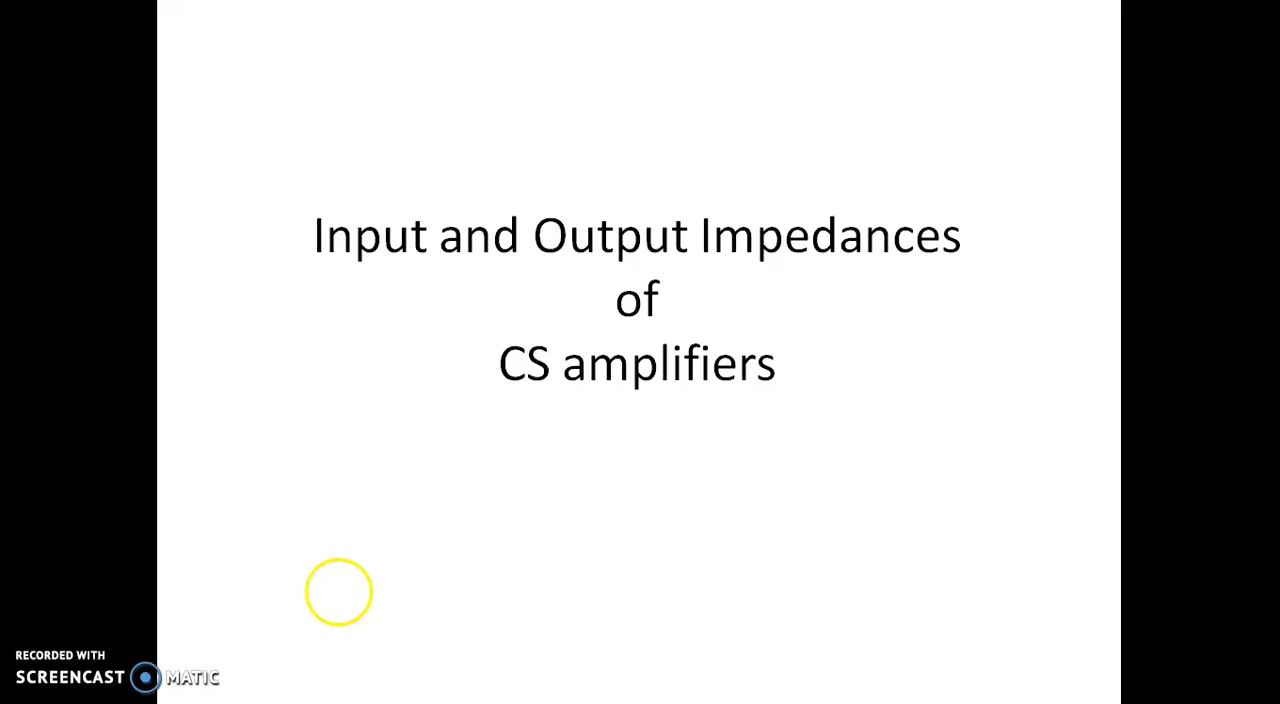 Input and Output Impedances
of
CS amplifiers
RECORDED WITH
SCREENCAST MATIC